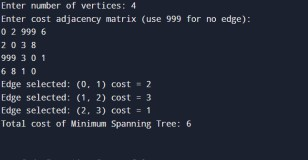 Enter number of vertices: 4
Enter cost adjacency matrix (use 999 for no edge):
0 2 999 6
2 0 3 8
999 3 0 1
6 8 1 0
Edge selected: (0, 1) cost = 2
Edge selected: (1, 2) cost = 3
Edge selected: (2, 3) cost = 1
Total cost of Minimum Spanning Tree: 6